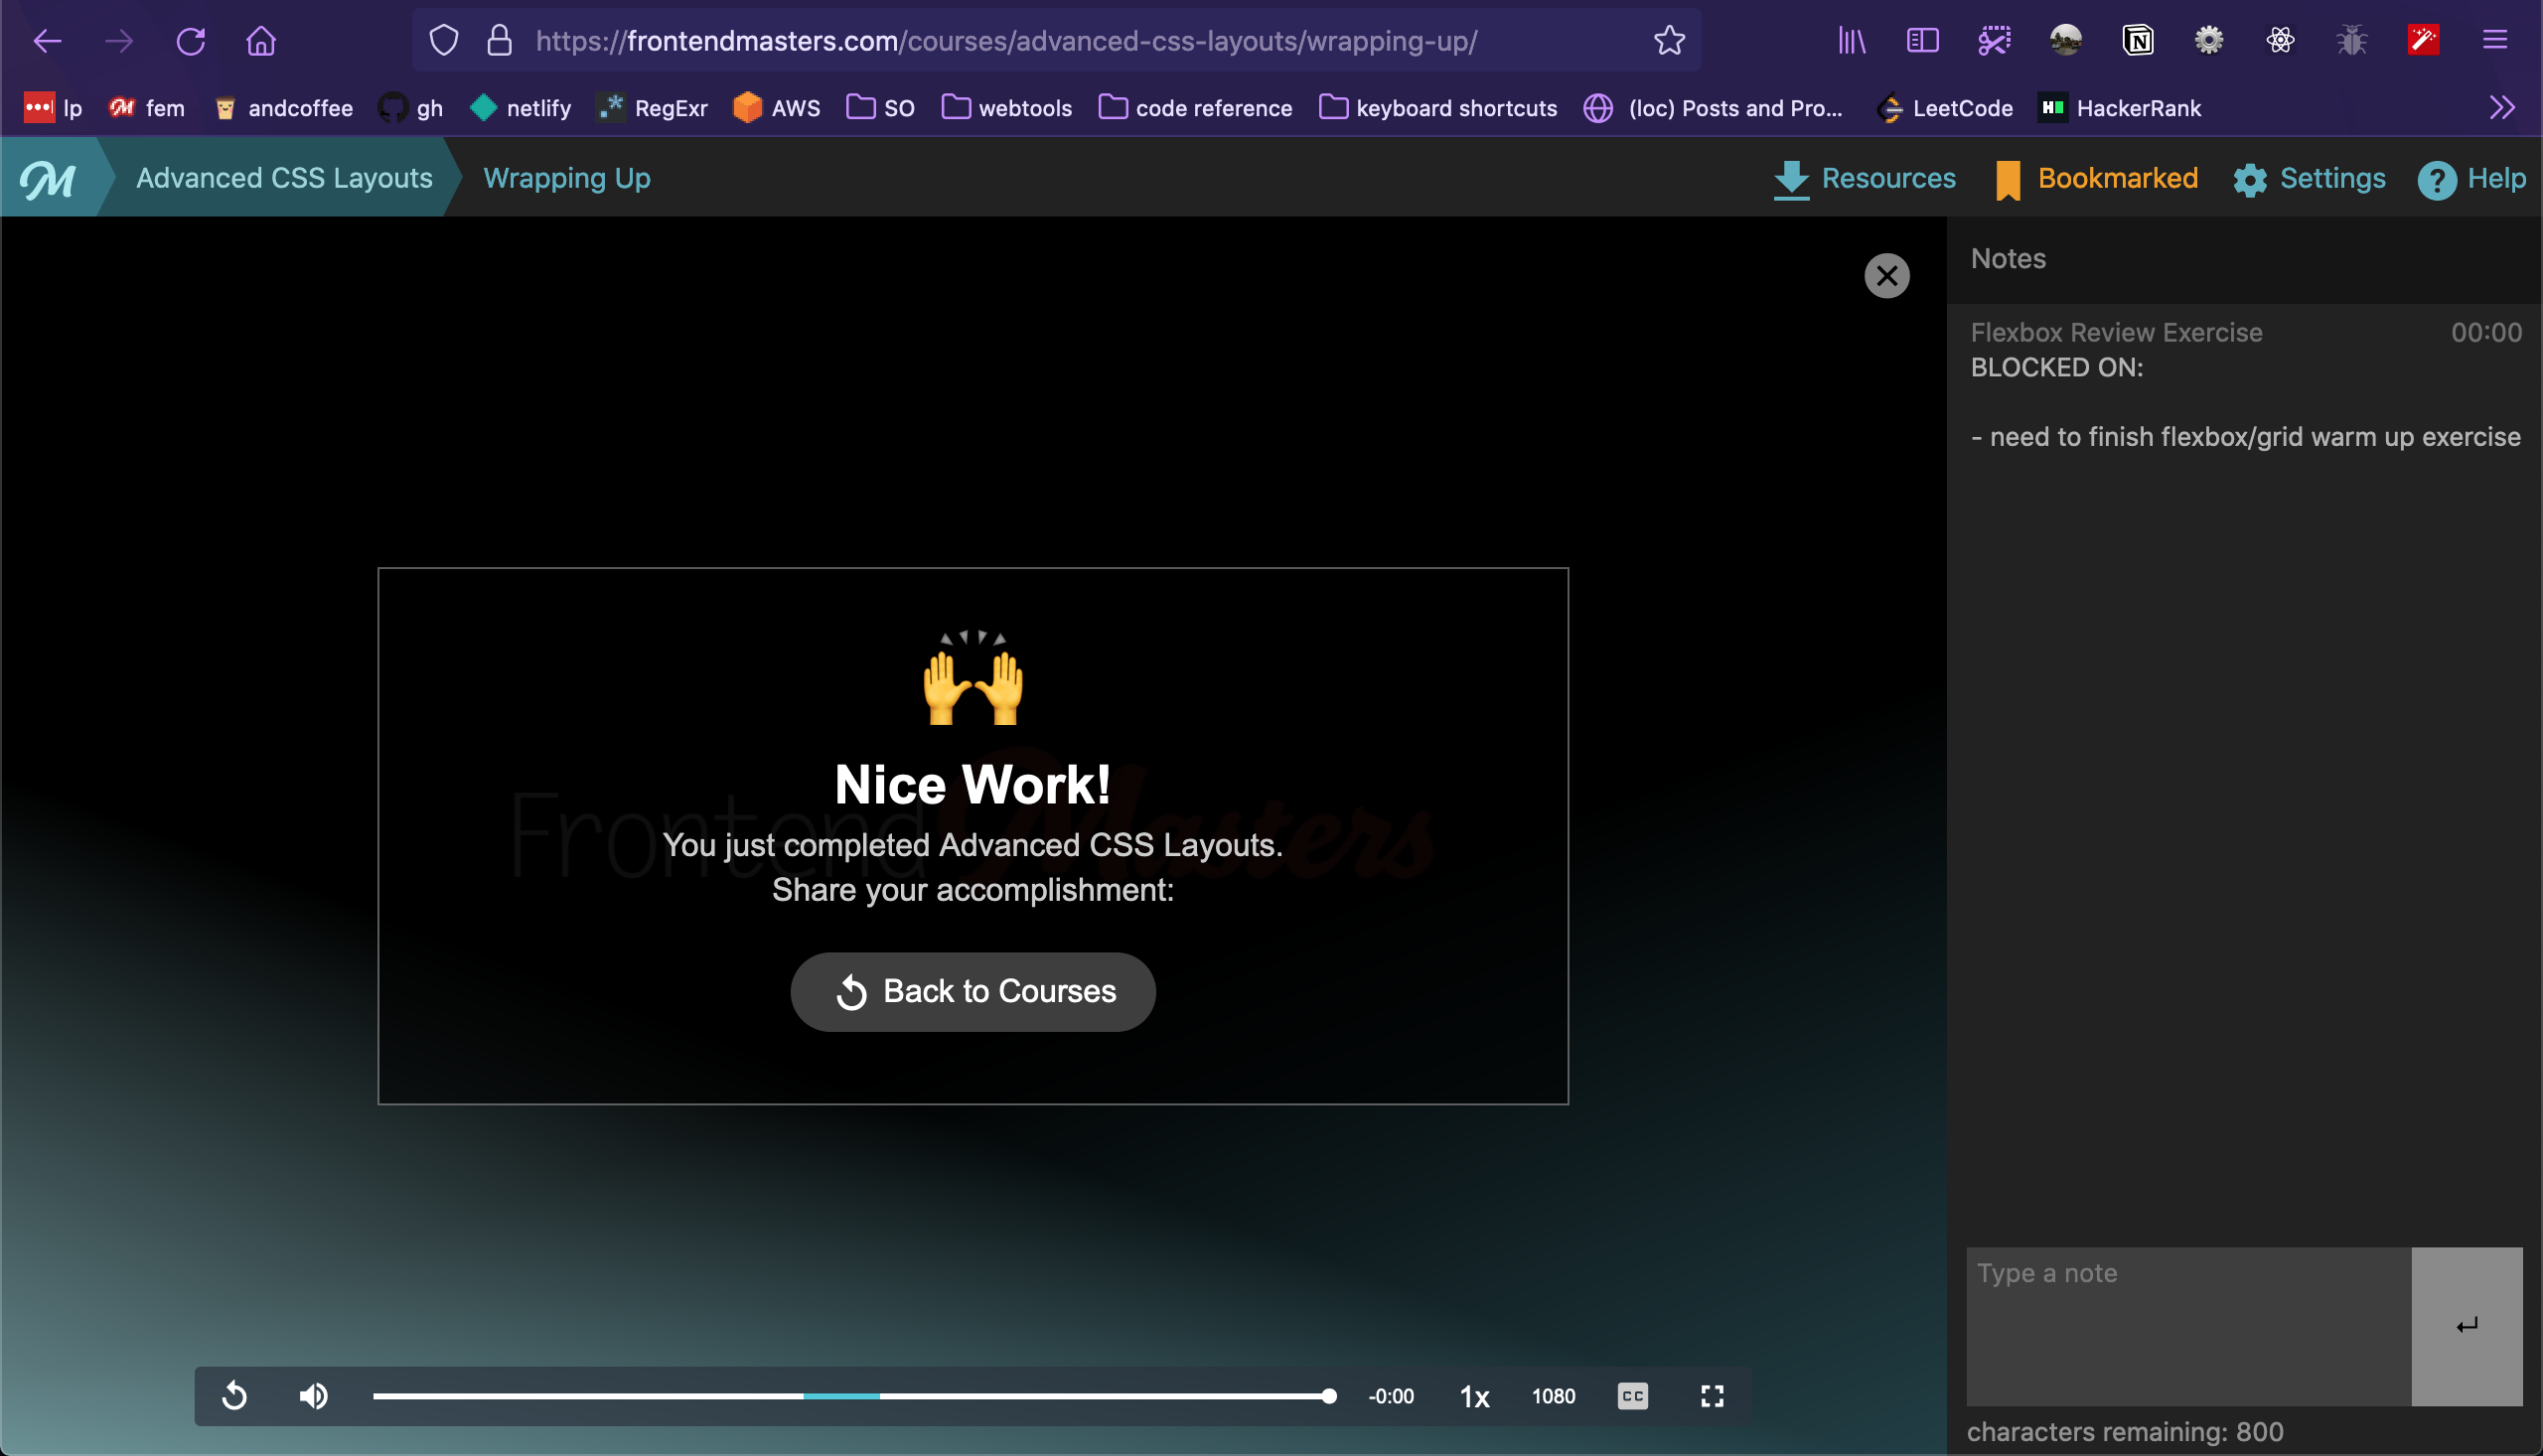 https://frontendmasters.com/courses/advanced-css-layouts/wrapping-up/
lp fem andcoffee gh netlify RegExr AWS SO webtools code reference keyboard shortcuts (loc) Posts and Pro... LeetCode HackerRank
Advanced CSS Layouts Wrapping Up Resources Bookmarked Settings Help
Notes
Flexbox Review Exercise 00:00
BLOCKED ON:
- need to finish flexbox/grid warm up exercise
Nice Work!
Frontend Masters
You just completed Advanced CSS Layouts.
Share your accomplishment:
Back to Courses
Type a note
-0:00 1x 1080 CC
characters remaining: 800